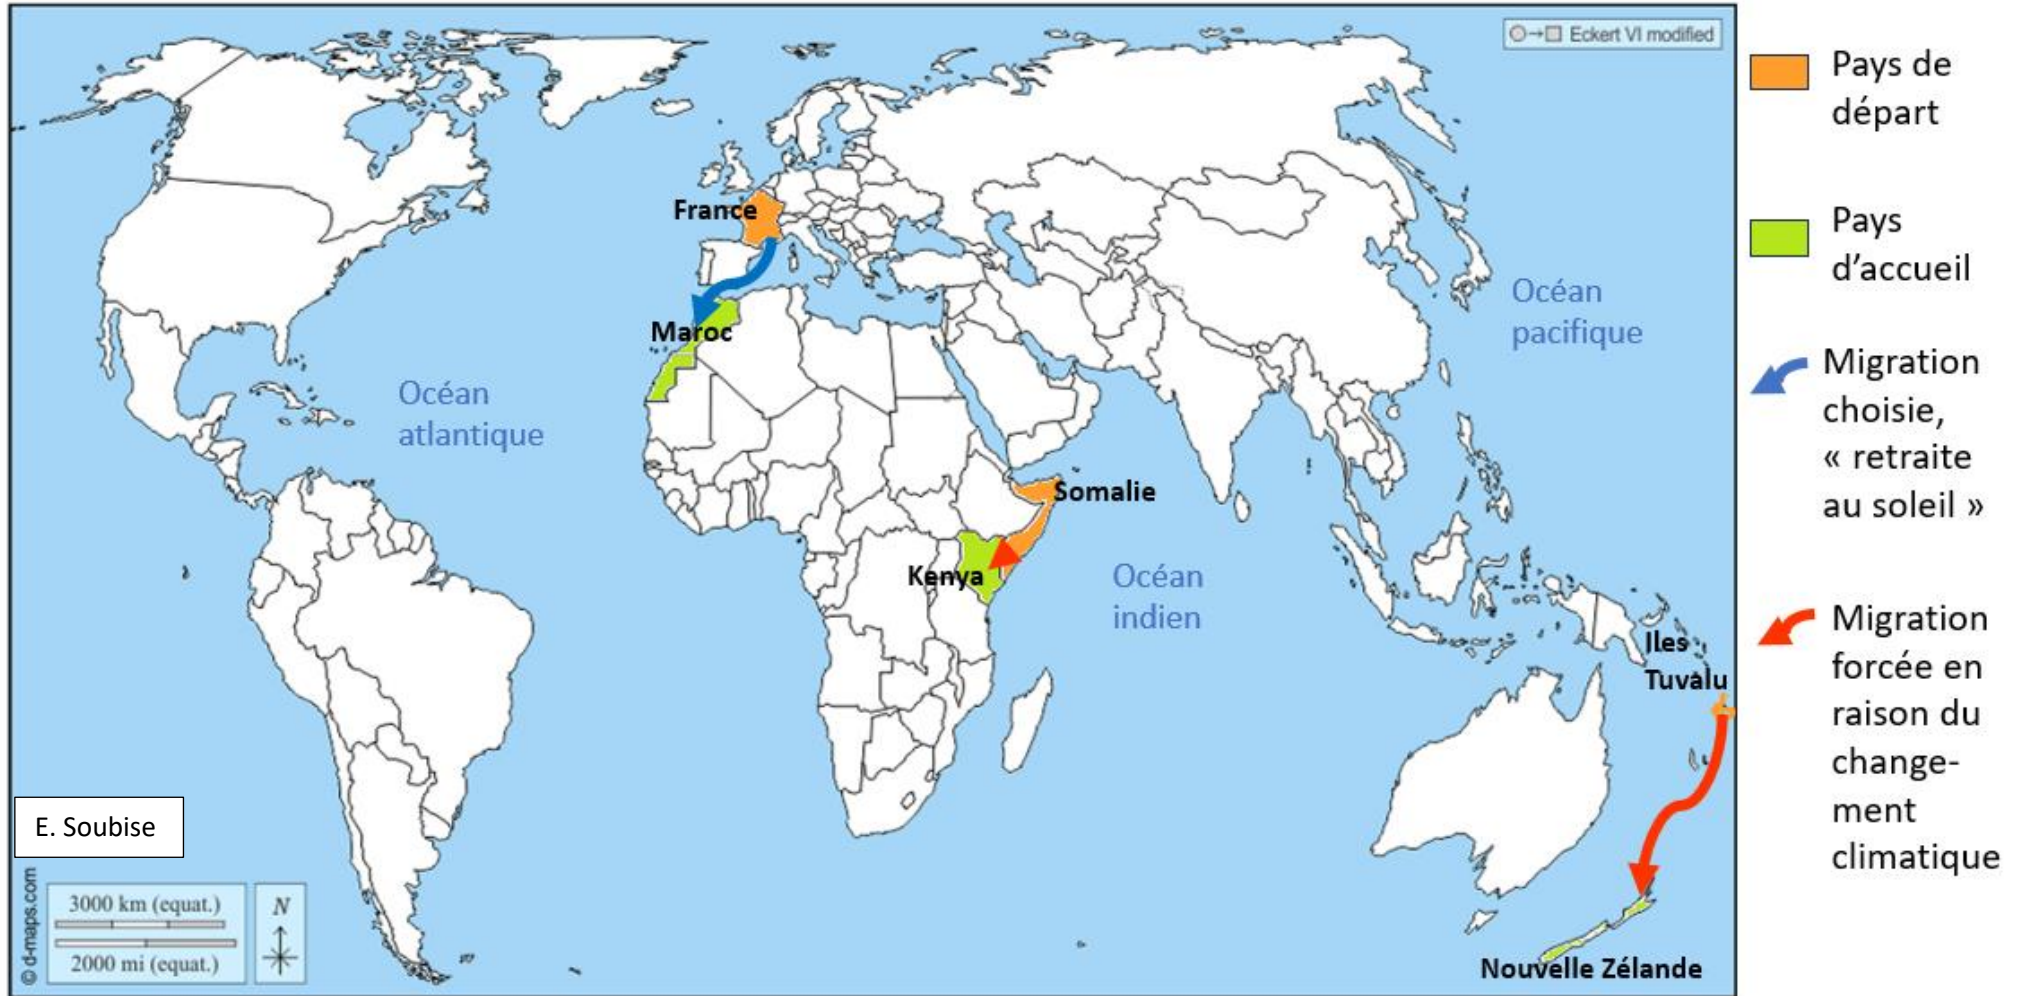 Eckert VI modified
France
Maroc
Océan
atlantique
Océan
pacifique
Somalie
Kenya
Océan
indien
Iles
Tuvalu
Nouvelle Zélande
E. Soubise
© d-maps.com
3000 km (equat.)
2000 mi (equat.)
N
Pays de
départ
Pays
d’accueil
Migration
choisie,
« retraite
au soleil »
Migration
forcée en
raison du
change-
ment
climatique